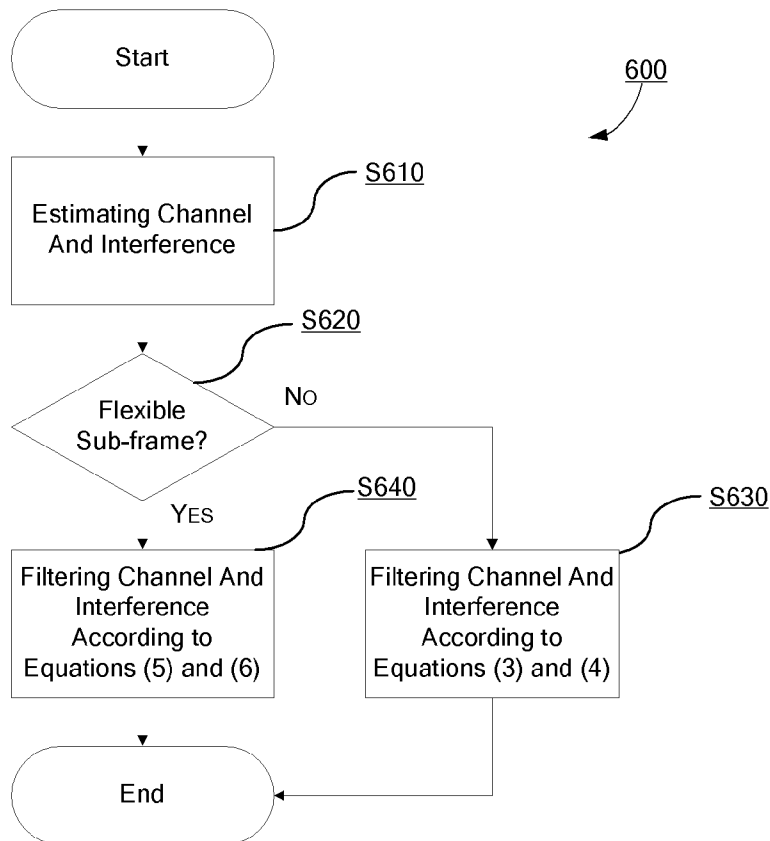 Start
600
S610
Estimating Channel
And Interference
S620
Flexible
Sub-frame?
No
Yes
S640
S630
Filtering Channel And
Interference
According to
Equations (5) and (6)
Filtering Channel And
Interference
According to
Equations (3) and (4)
End